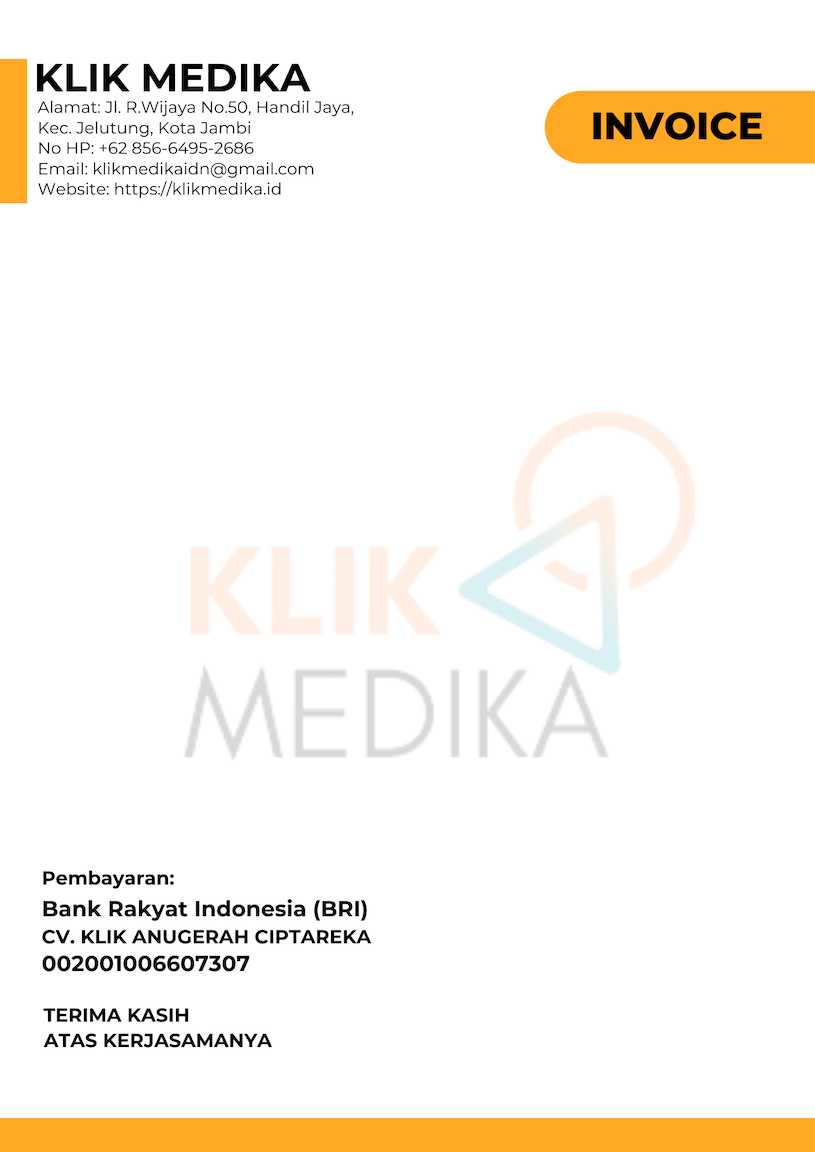 KLIK MEDIKA
Alamat: Jl. R.Wijaya No.50, Handil Jaya,
Kec. Jelutung, Kota Jambi
No HP: +62 856-6495-2686
Email: klikmedikaidn@gmail.com
Website: https://klikmedika.id
INVOICE
KLIK
MEDIKA
Pembayaran:
Bank Rakyat Indonesia (BRI)
CV. KLIK ANUGERAH CIPTAREKA
002001006607307
TERIMA KASIH
ATAS KERJASAMANYA